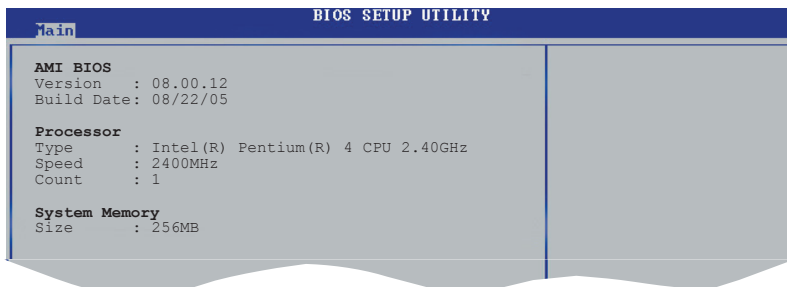 BIOS SETUP UTILITY
Main
AMI BIOS
Version : 08.00.12
Build Date: 08/22/05
Processor
Type : Intel(R) Pentium(R) 4 CPU 2.40GHz
Speed : 2400MHz
Count : 1
System Memory
Size : 256MB